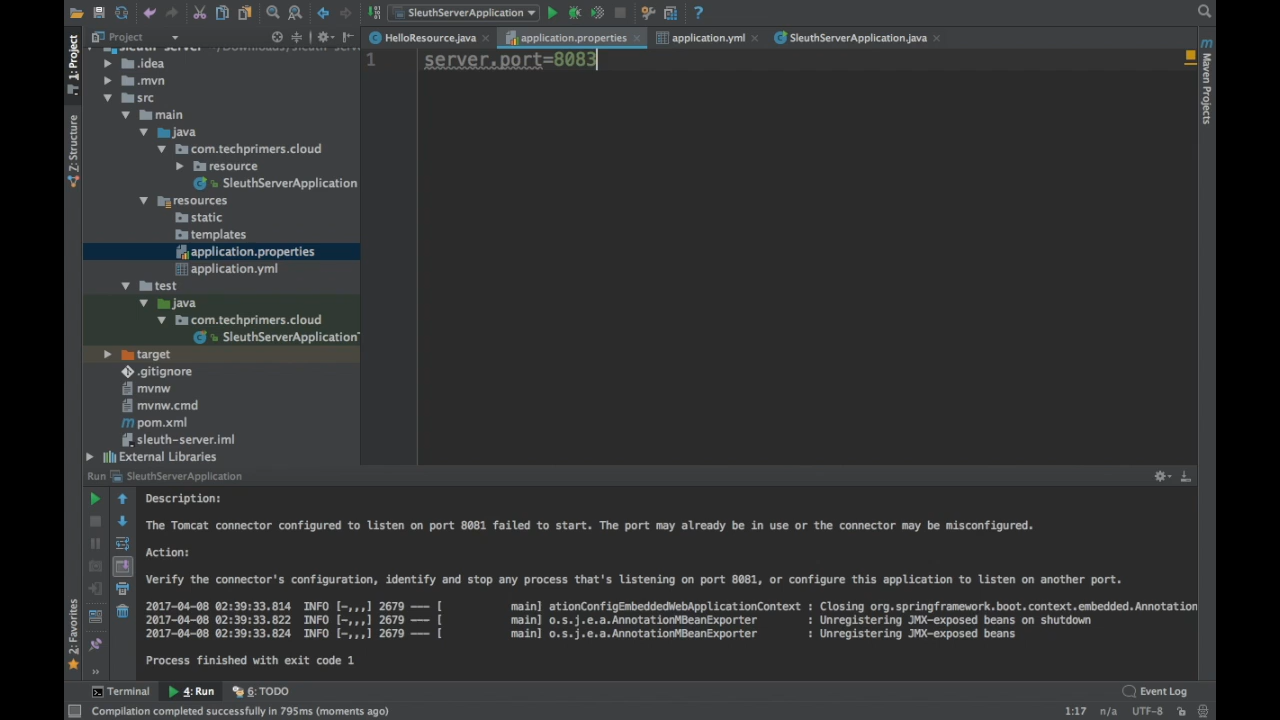 SleuthServerApplication
Project
HelloResource.java
application.properties
application.yml
SleuthServerApplication.java
1: Project
Z: Structure
2: Favorites
Maven Projects
.idea
.mvn
src
main
java
com.techprimers.cloud
resource
SleuthServerApplication
resources
static
templates
application.properties
application.yml
test
java
com.techprimers.cloud
SleuthServerApplication
target
.gitignore
mvnw
mvnw.cmd
pom.xml
sleuth-server.iml
External Libraries
1
server.port=8083
Run SleuthServerApplication
Description:
The Tomcat connector configured to listen on port 8081 failed to start. The port may already be in use or the connector may be misconfigured.
Action:
Verify the connector's configuration, identify and stop any process that's listening on port 8081, or configure this application to listen on another port.
2017-04-08 02:39:33.814 INFO [-,,,] 2679 --- [ main] ationConfigEmbeddedWebApplicationContext : Closing org.springframework.boot.context.embedded.Annotation
2017-04-08 02:39:33.822 INFO [-,,,] 2679 --- [ main] o.s.j.e.a.AnnotationMBeanExporter : Unregistering JMX-exposed beans on shutdown
2017-04-08 02:39:33.824 INFO [-,,,] 2679 --- [ main] o.s.j.e.a.AnnotationMBeanExporter : Unregistering JMX-exposed beans
Process finished with exit code 1
Terminal
4: Run
6: TODO
Event Log
Compilation completed successfully in 795ms (moments ago)
1:17
n/a
UTF-8